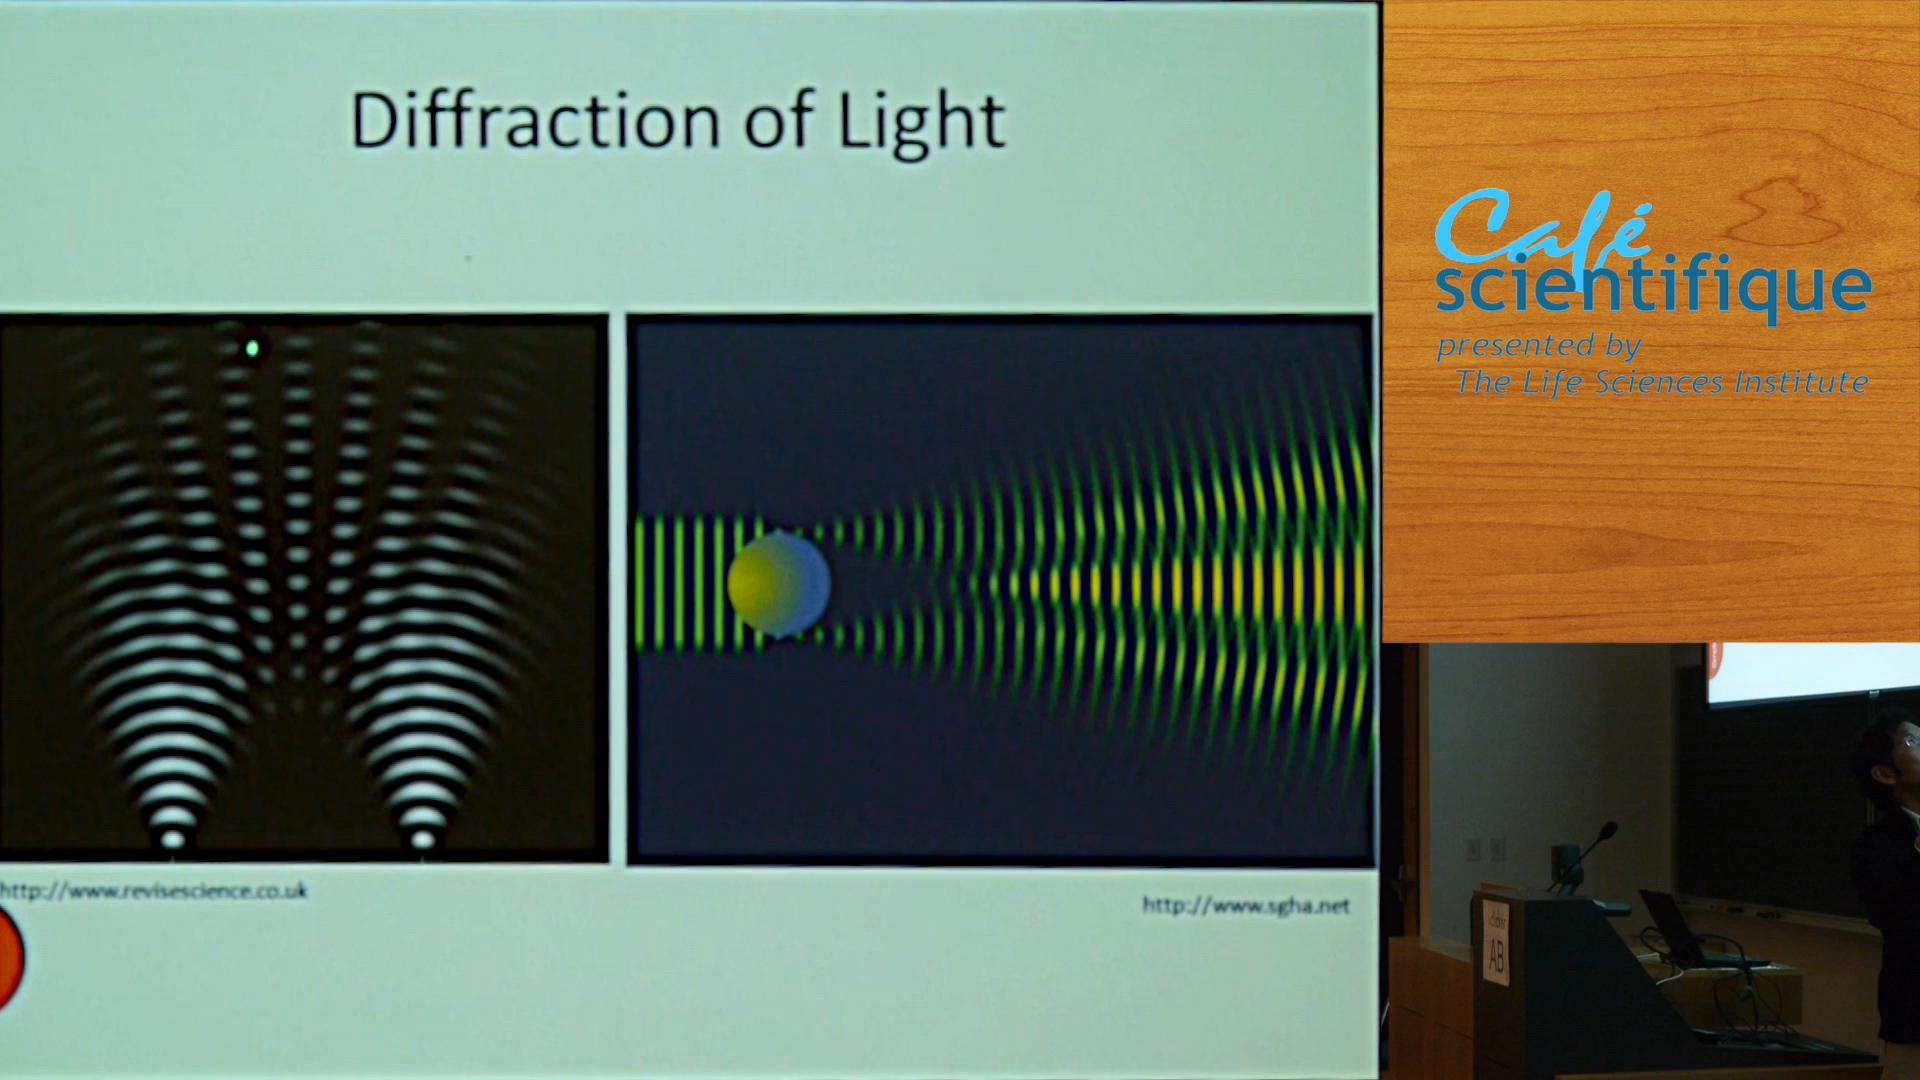 Diffraction of Light
http://www.revisescience.co.uk
http://www.sgha.net
Café
scientifique
presented by
The Life Sciences Institute
AB